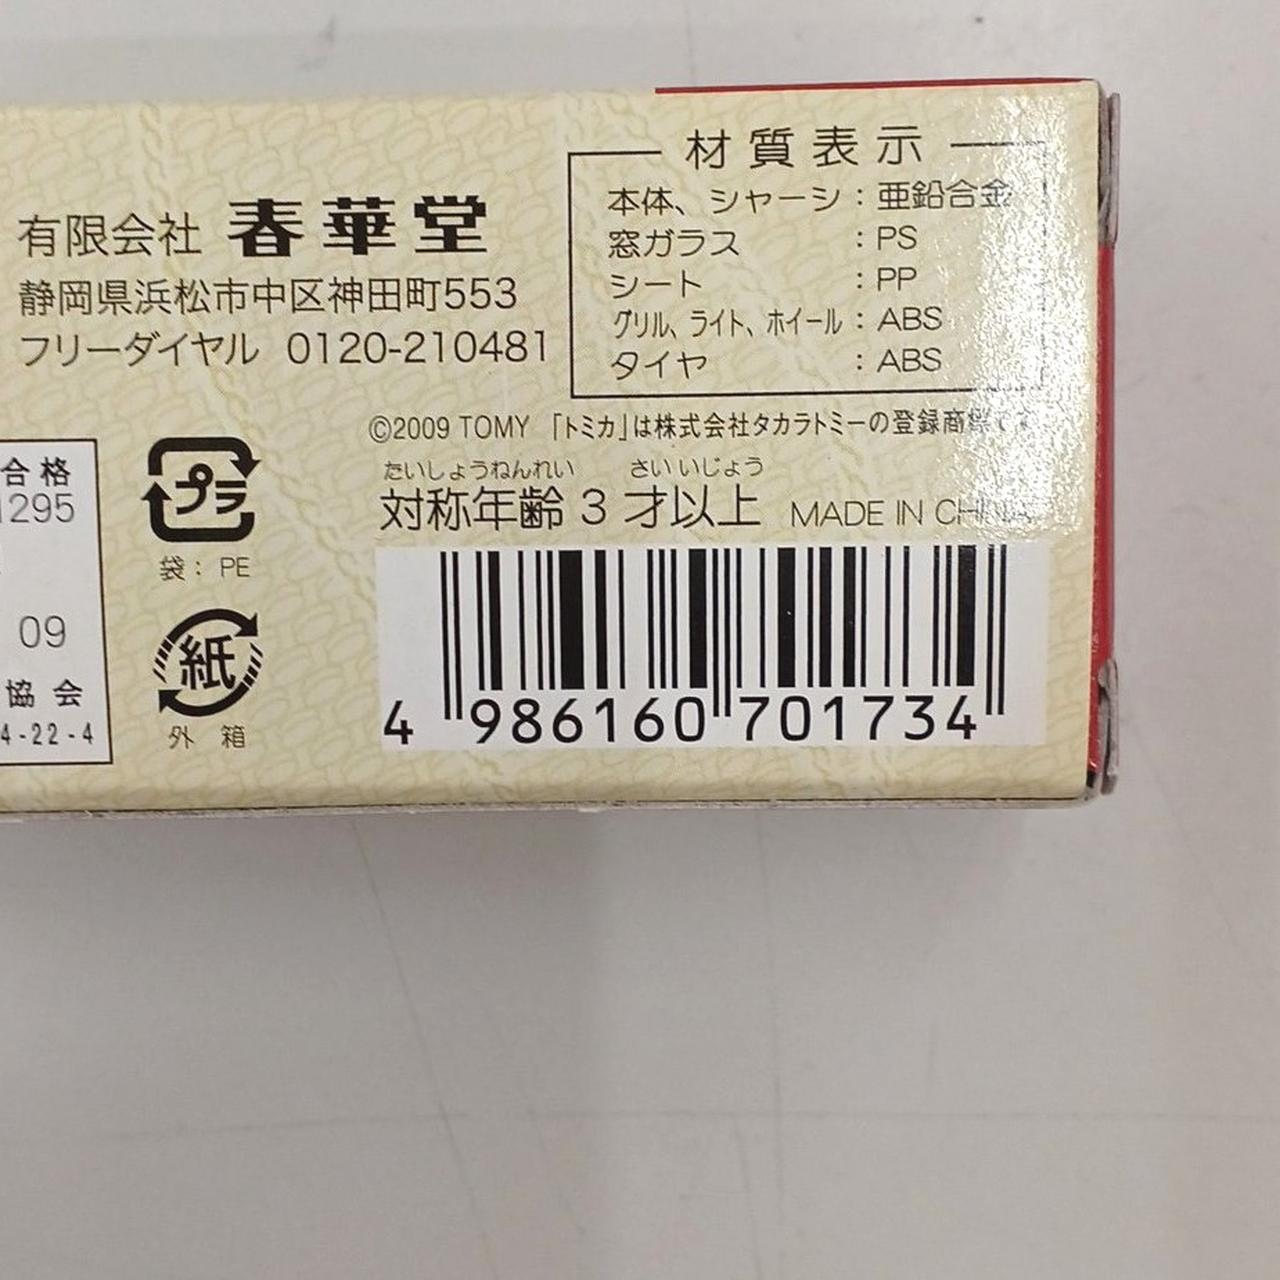 材質表示
本体、シャーシ：亜鉛合金
窓ガラス：PS
シート：PP
グリル、ライト、ホイール：ABS
タイヤ：ABS
有限会社 春華堂
静岡県浜松市中区神田町553
フリーダイヤル 0120-210481
©2009 TOMY 「トミカ」は株式会社タカラトミーの登録商標です
たいしょうねんれい さいいじょう
対称年齢 3 才以上 MADE IN CHINA
合格
1295
09
協会
4-22-4
プラ
袋：PE
紙
外箱
4 986160 701734